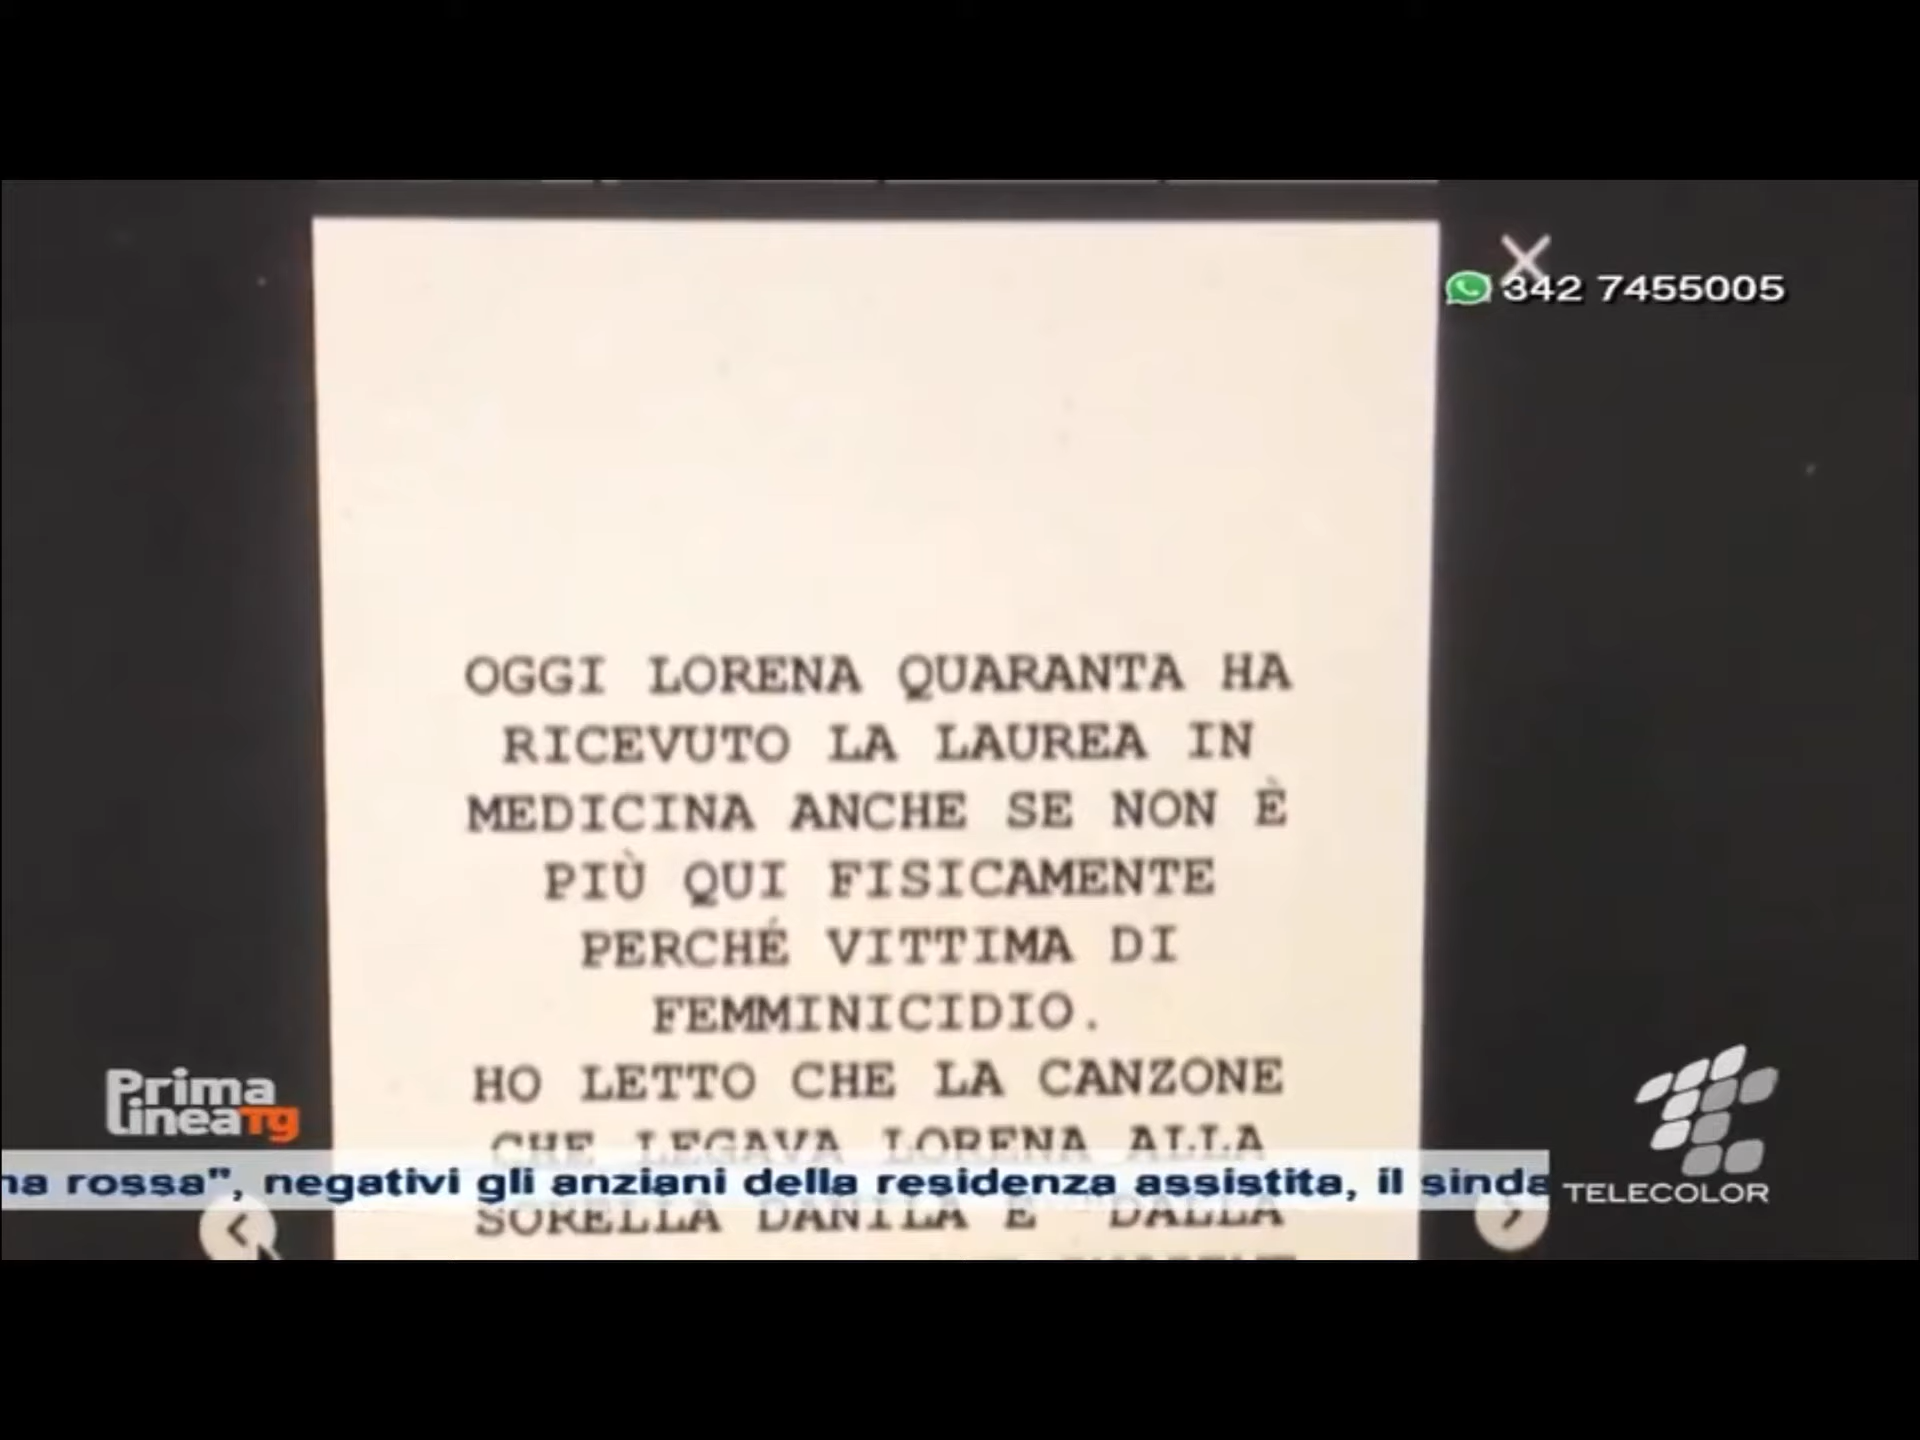 342 7455005
OGGI LORENA QUARANTA HA
RICEVUTO LA LAUREA IN
MEDICINA ANCHE SE NON È
PIÙ QUI FISICAMENTE
PERCHÉ VITTIMA DI
FEMMINICIDIO.
HO LETTO CHE LA CANZONE
CHE LEGAVA LORENA ALLA
SORELLA DANILA È "DALLA
Prima
LineaTg
na rossa", negativi gli anziani della residenza assistita, il sinda
TELECOLOR